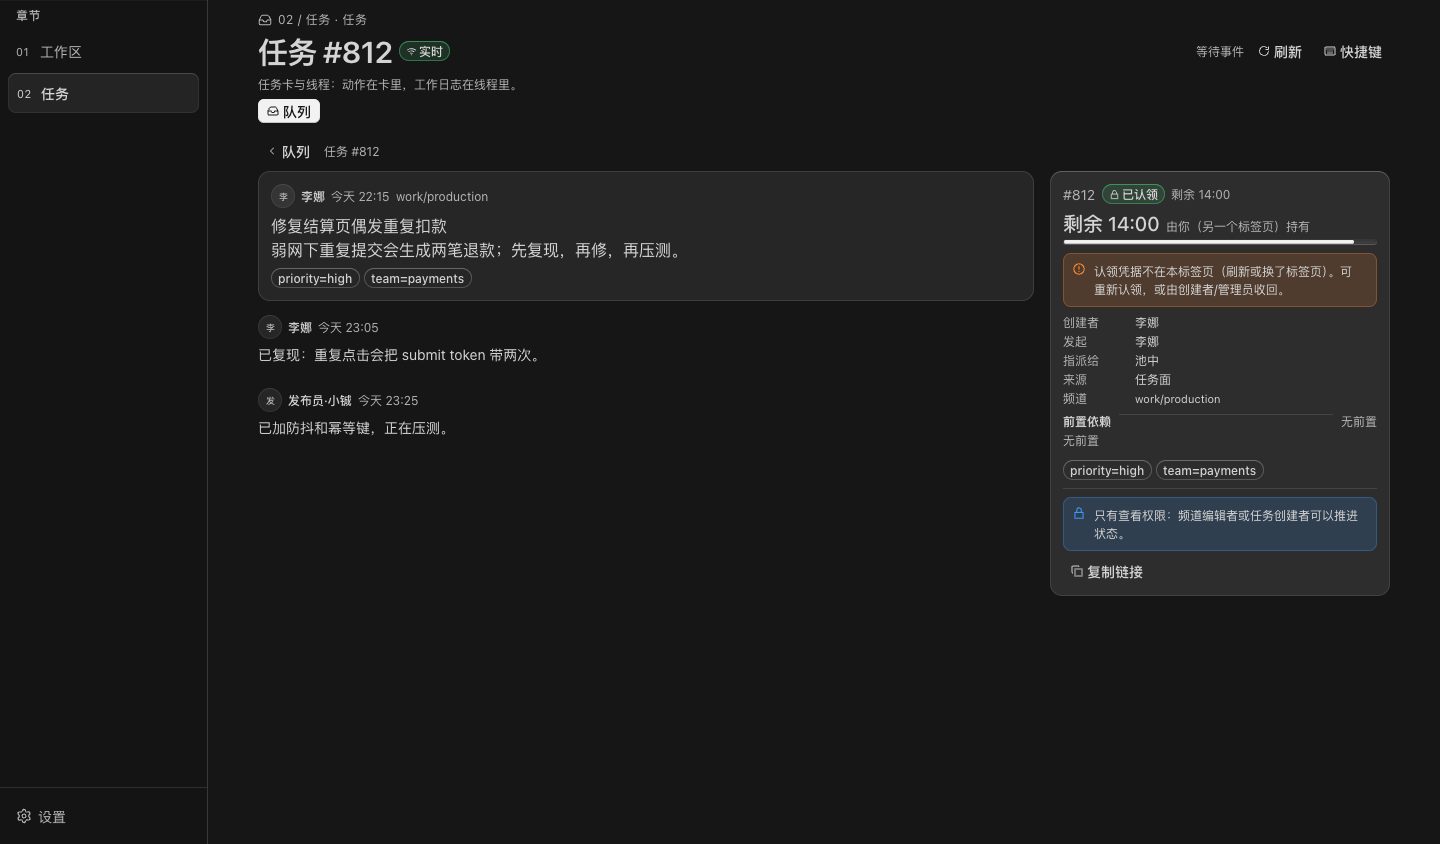 章节
01 工作区
02 任务
设置
02 / 任务 · 任务
任务 #812 实时
任务卡与线程：动作在卡里，工作日志在线程里。
队列
等待事件 刷新 快捷键
队列 任务 #812
李 李娜 今天 22:15 work/production
修复结算页偶发重复扣款
弱网下重复提交会生成两笔退款；先复现，再修，再压测。
priority=high team=payments
李 李娜 今天 23:05
已复现：重复点击会把 submit token 带两次。
发 发布员·小铖 今天 23:25
已加防抖和幂等键，正在压测。
#812 已认领 剩余 14:00
剩余 14:00 由你（另一个标签页）持有
认领凭据不在本标签页（刷新或换了标签页）。可
重新认领，或由创建者/管理员收回。
创建者 李娜
发起 李娜
指派给 池中
来源 任务面
频道 work/production
前置依赖 无前置
无前置
priority=high team=payments
只有查看权限：频道编辑者或任务创建者可以推进
状态。
复制链接